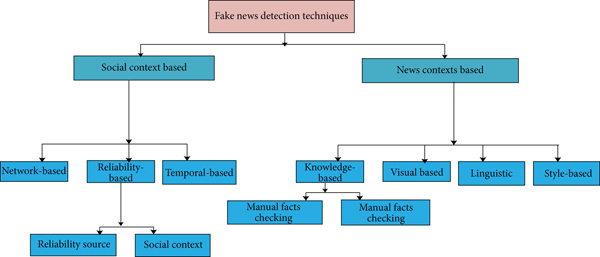 Fake news detection techniques
Social context based
News contexts based
Network-based
Reliability-
based
Temporal-based
Knowledge-
based
Visual based
Linguistic
Style-based
Manual facts
checking
Manual facts
checking
Reliability source
Social context